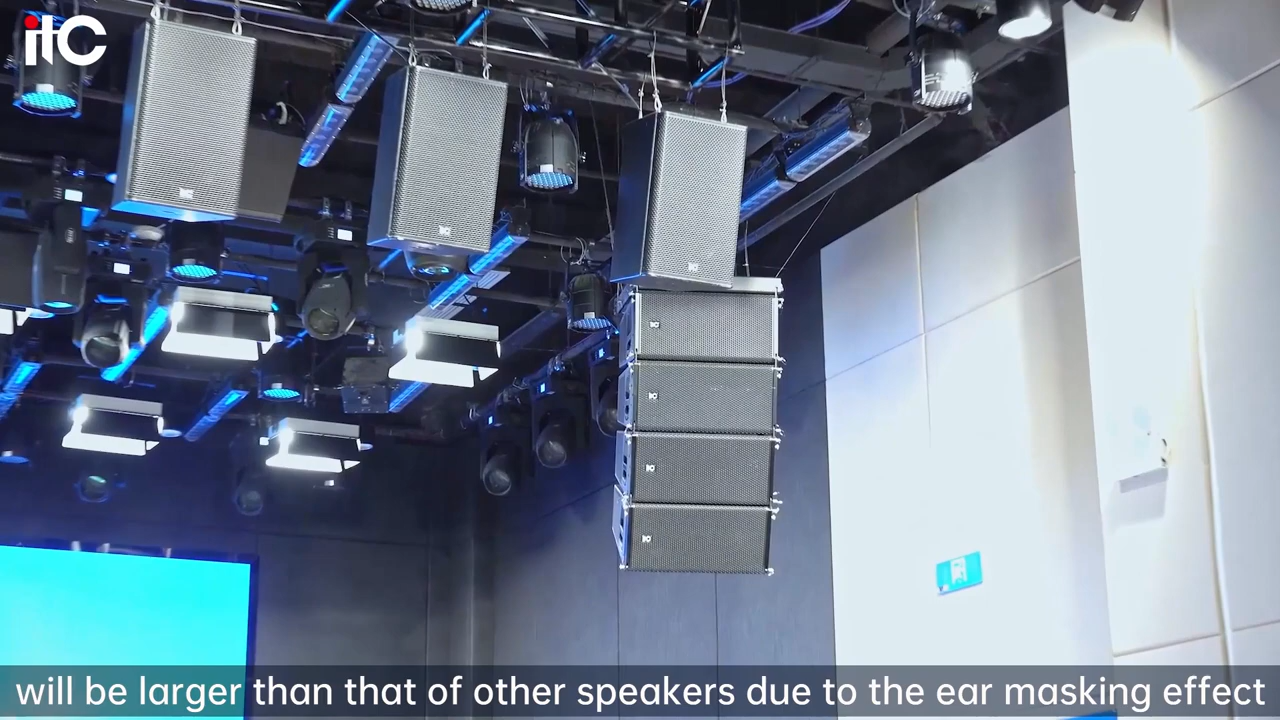 itC
will be larger than that of other speakers due to the ear masking effect